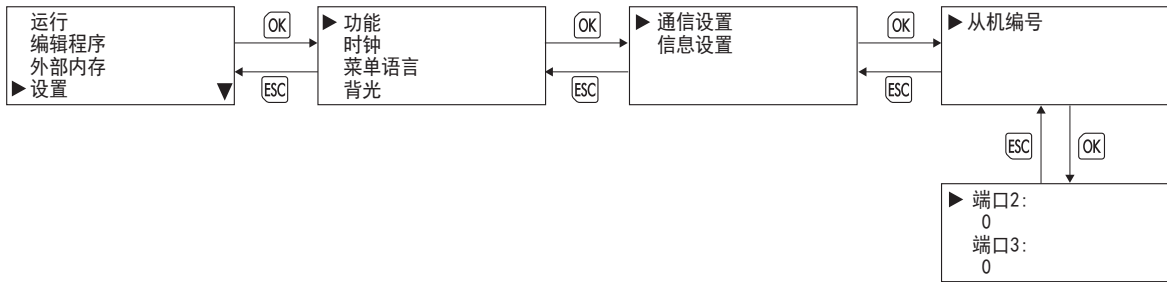 运行
编辑程序
外部内存
▶设置 ▼
OK
ESC
▶ 功能
时钟
菜单语言
背光
OK
ESC
▶ 通信设置
信息设置
OK
ESC
▶从机编号
ESC
OK
▶ 端口2:
0
端口3:
0